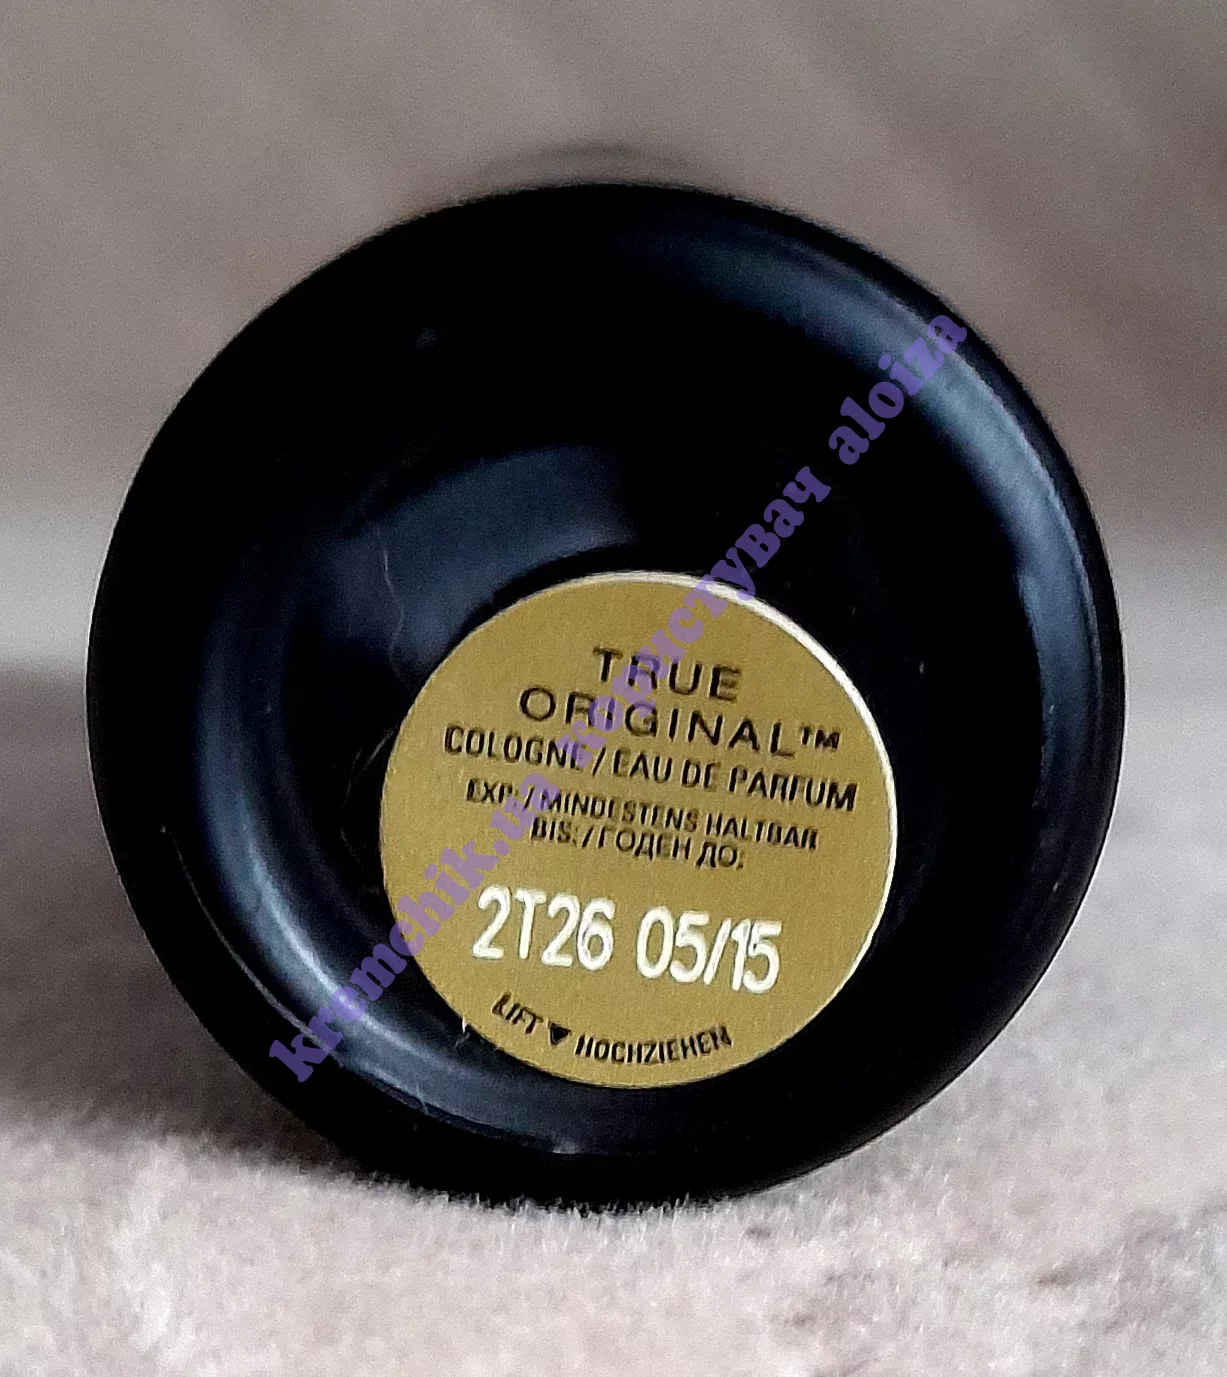 TRUE
ORIGINAL™
COLOGNE / EAU DE PARFUM
EXP: / MINDESTENS HALTBAR
BIS: / ГОДЕН ДО:
2T26 05/15
LIFT ▼ HOCHZIEHEN
kremchik.ua користувач aloiza